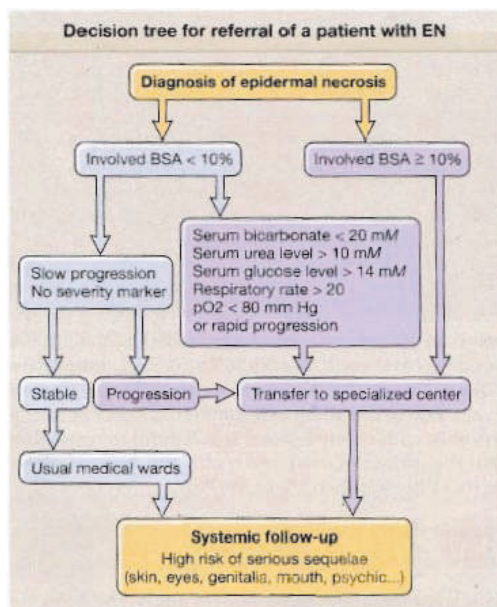 Decision tree for referral of a patient with EN
Diagnosis of epidermal necrosis
Involved BSA < 10%
Involved BSA ≥ 10%
Serum bicarbonate < 20 mM
Serum urea level > 10 mM
Serum glucose level > 14 mM
Respiratory rate > 20
pO2 < 80 mm Hg
or rapid progression
Slow progression
No severity marker
Stable
Progression
Transfer to specialized center
Usual medical wards
Systemic follow-up
High risk of serious sequelae
(skin, eyes, genitalia, mouth, psychic...)